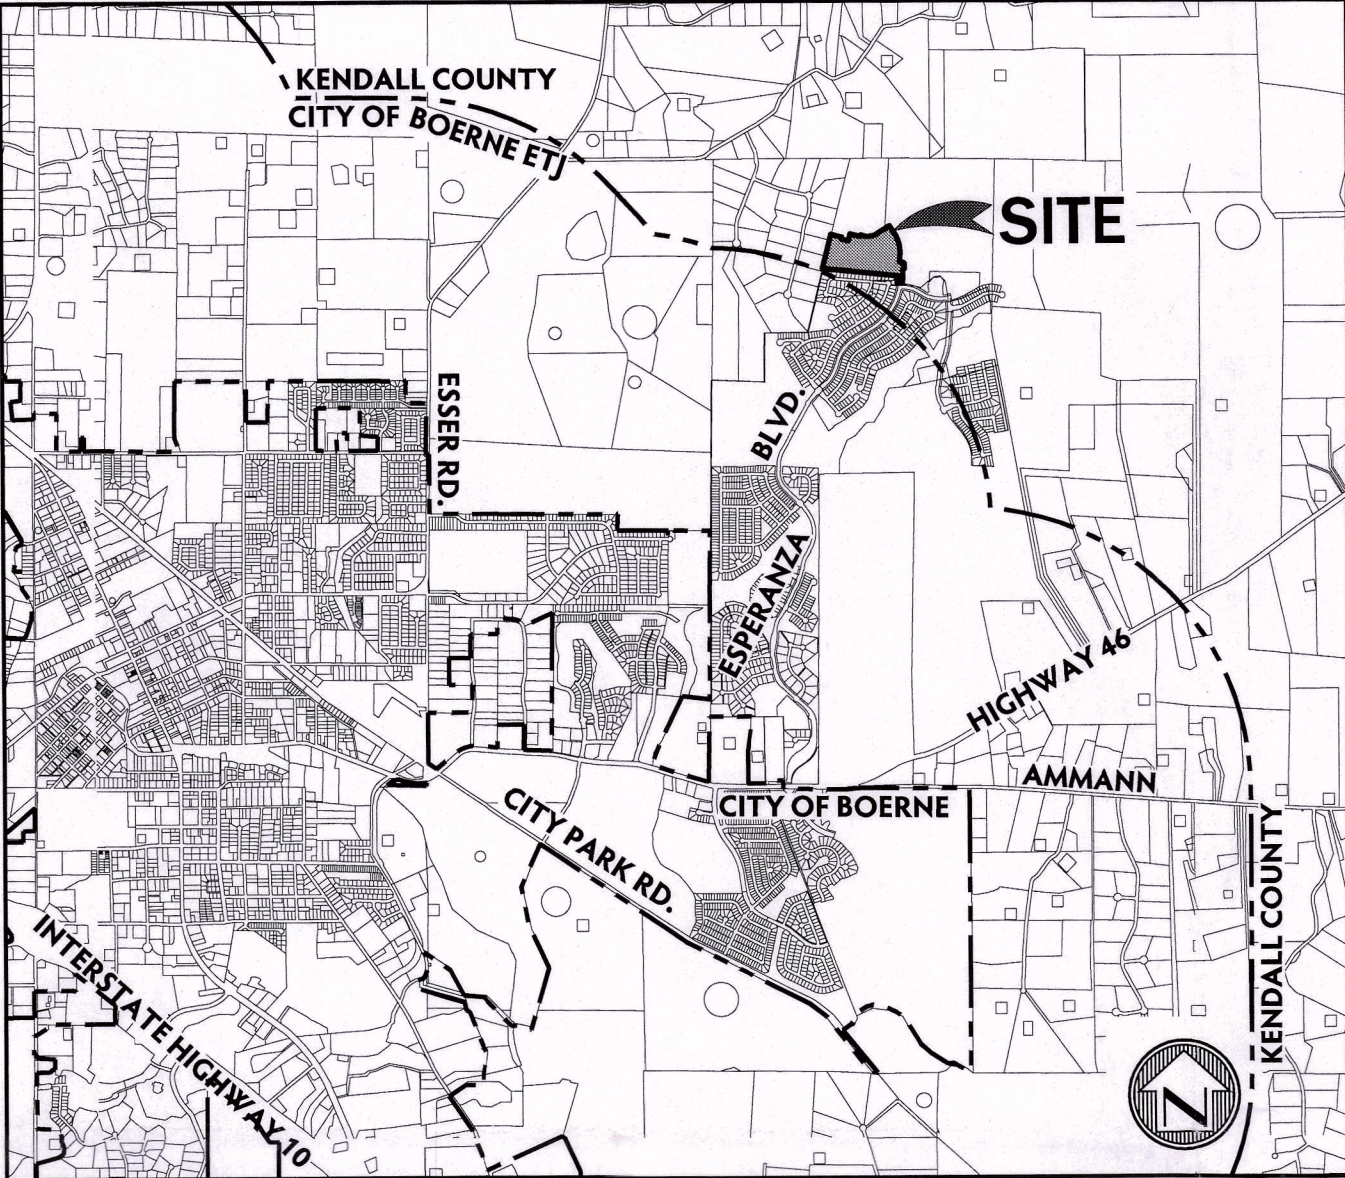 KENDALL COUNTY
CITY OF BOERNE ETJ
SITE
ESSER RD.
BLVD.
ESPERANZA
HIGHWAY 46
AMMANN
CITY OF BOERNE
CITY PARK RD.
KENDALL COUNTY
INTERSTATE HIGHWAY 10
N